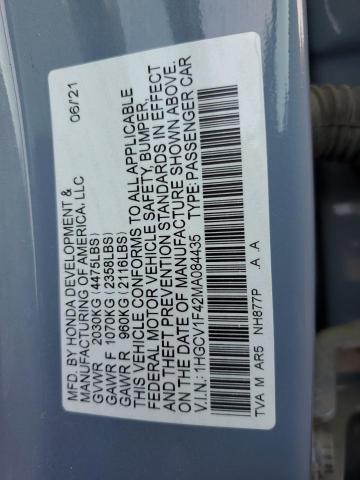 MFD. BY HONDA DEVELOPMENT &
MANUFACTURING OF AMERICA, LLC 06/21
GVWR 2030KG (4475LBS)
GAWR F 1070KG (2358LBS)
GAWR R 960KG (2116LBS)
THIS VEHICLE CONFORMS TO ALL APPLICABLE
FEDERAL MOTOR VEHICLE SAFETY, BUMPER,
AND THEFT PREVENTION STANDARDS IN EFFECT
ON THE DATE OF MANUFACTURE SHOWN ABOVE.
V.I.N.: 1HGCV1F42MA084435 TYPE: PASSENGER CAR
TVA M AR5 NH877P .A .A